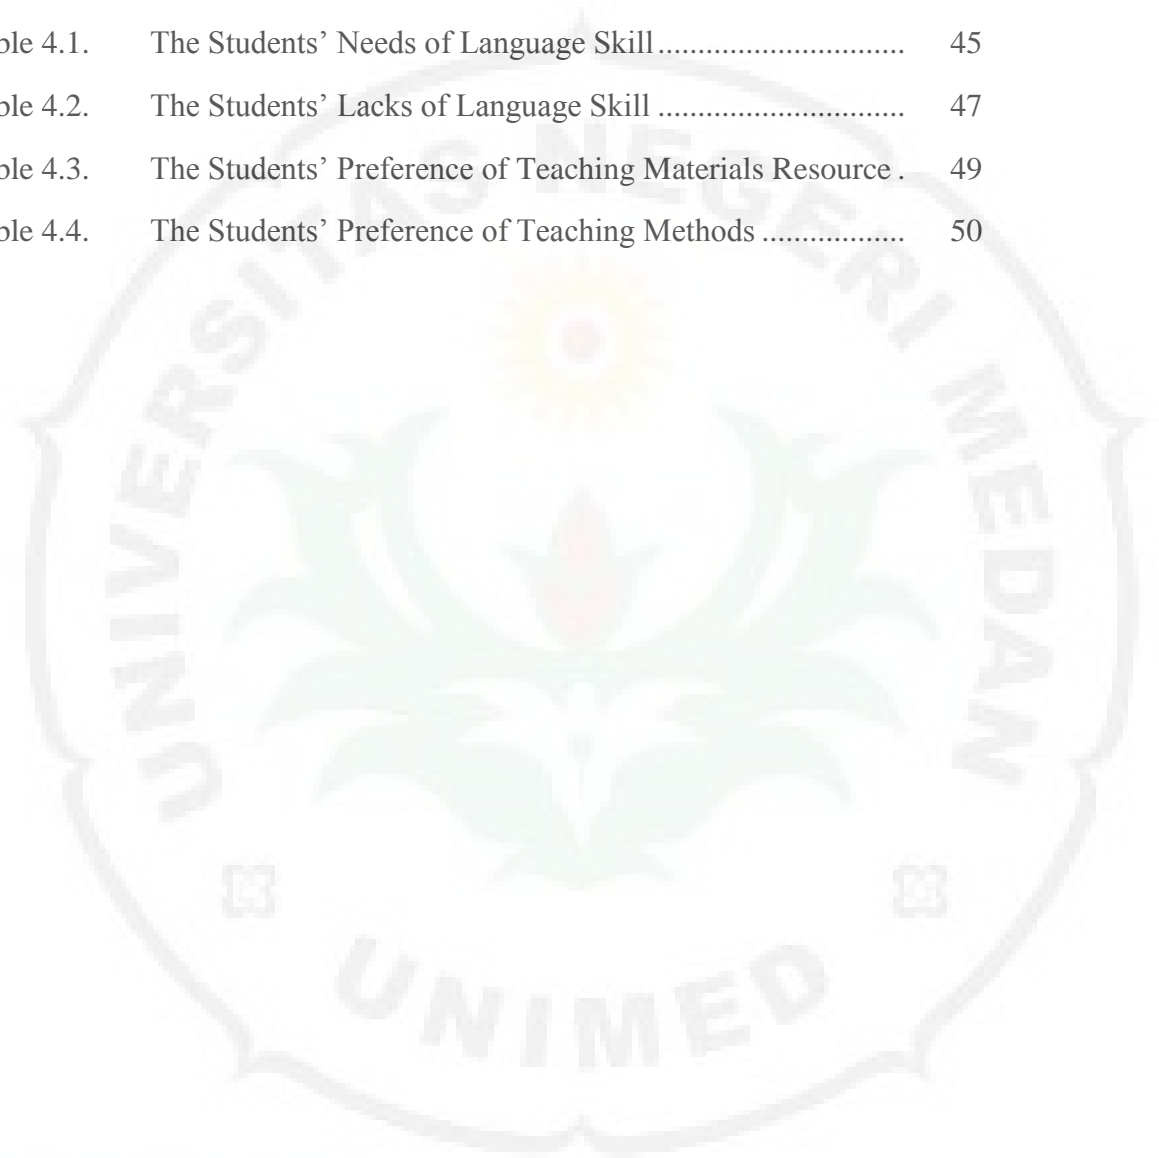 ble 4.1. The Students’ Needs of Language Skill ............................ 45
ble 4.2. The Students’ Lacks of Language Skill ............................ 47
ble 4.3. The Students’ Preference of Teaching Materials Resource . 49
ble 4.4. The Students’ Preference of Teaching Methods .................. 50
UNIVERSITAS NEGERI MEDAN
UNIMED